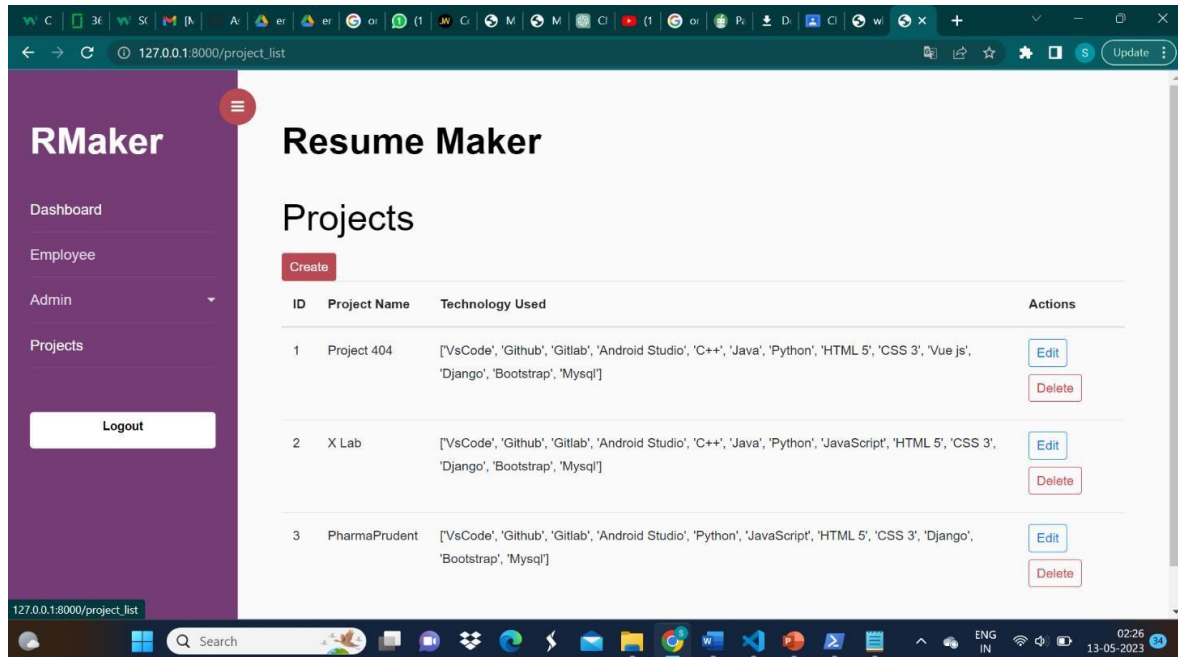 127.0.0.1:8000/project_list
Update
RMaker
Dashboard
Employee
Admin
Projects
Logout
Resume Maker
Projects
Create
ID Project Name Technology Used Actions
1 Project 404 ['VsCode', 'Github', 'Gitlab', 'Android Studio', 'C++', 'Java', 'Python', 'HTML 5', 'CSS 3', 'Vue js', Edit
'Django', 'Bootstrap', 'Mysql'] Delete
2 X Lab ['VsCode', 'Github', 'Gitlab', 'Android Studio', 'C++', 'Java', 'Python', 'JavaScript', 'HTML 5', 'CSS 3', Edit
'Django', 'Bootstrap', 'Mysql'] Delete
3 PharmaPrudent ['VsCode', 'Github', 'Gitlab', 'Android Studio', 'Python', 'JavaScript', 'HTML 5', 'CSS 3', 'Django', Edit
'Bootstrap', 'Mysql'] Delete
127.0.0.1:8000/project_list
Search
ENG
IN
02:26
13-05-2023
34